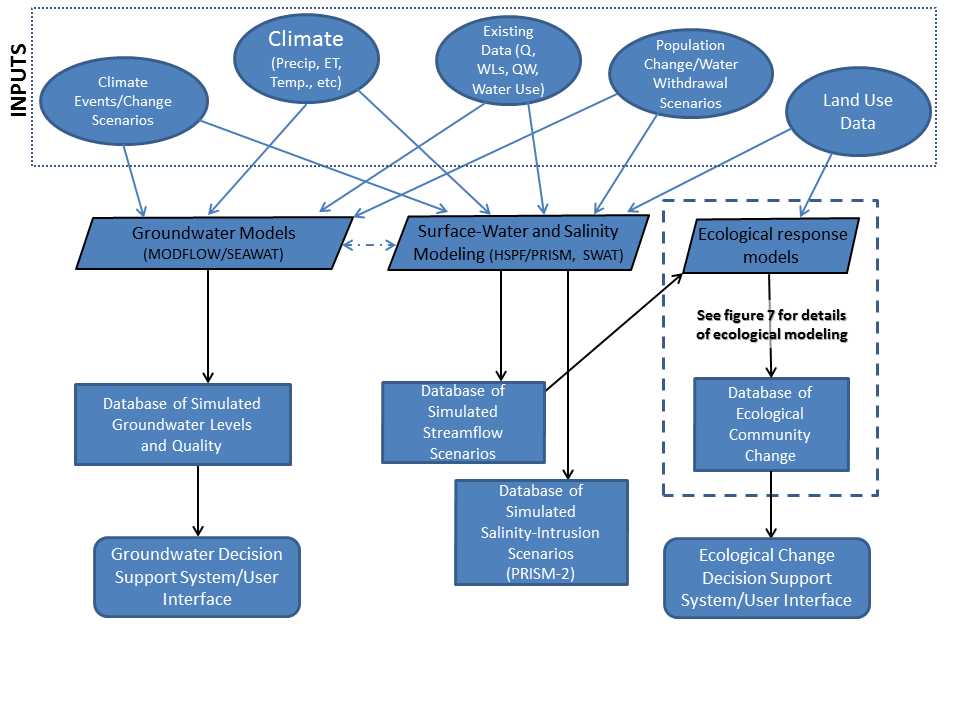 INPUTS
Climate
Events/Change
Scenarios
Climate
(Precip, ET,
Temp., etc)
Existing
Data (Q,
WLs, QW,
Water Use)
Population
Change/Water
Withdrawal
Scenarios
Land Use
Data
Groundwater Models
(MODFLOW/SEAWAT)
Surface-Water and Salinity
Modeling (HSPF/PRISM, SWAT)
Ecological response
models
See figure 7 for details
of ecological modeling
Database of Simulated
Groundwater Levels
and Quality
Database of
Simulated
Streamflow
Scenarios
Database of
Ecological
Community
Change
Database of
Simulated
Salinity-Intrusion
Scenarios
(PRISM-2)
Groundwater Decision
Support System/User
Interface
Ecological Change
Decision Support
System/User Interface